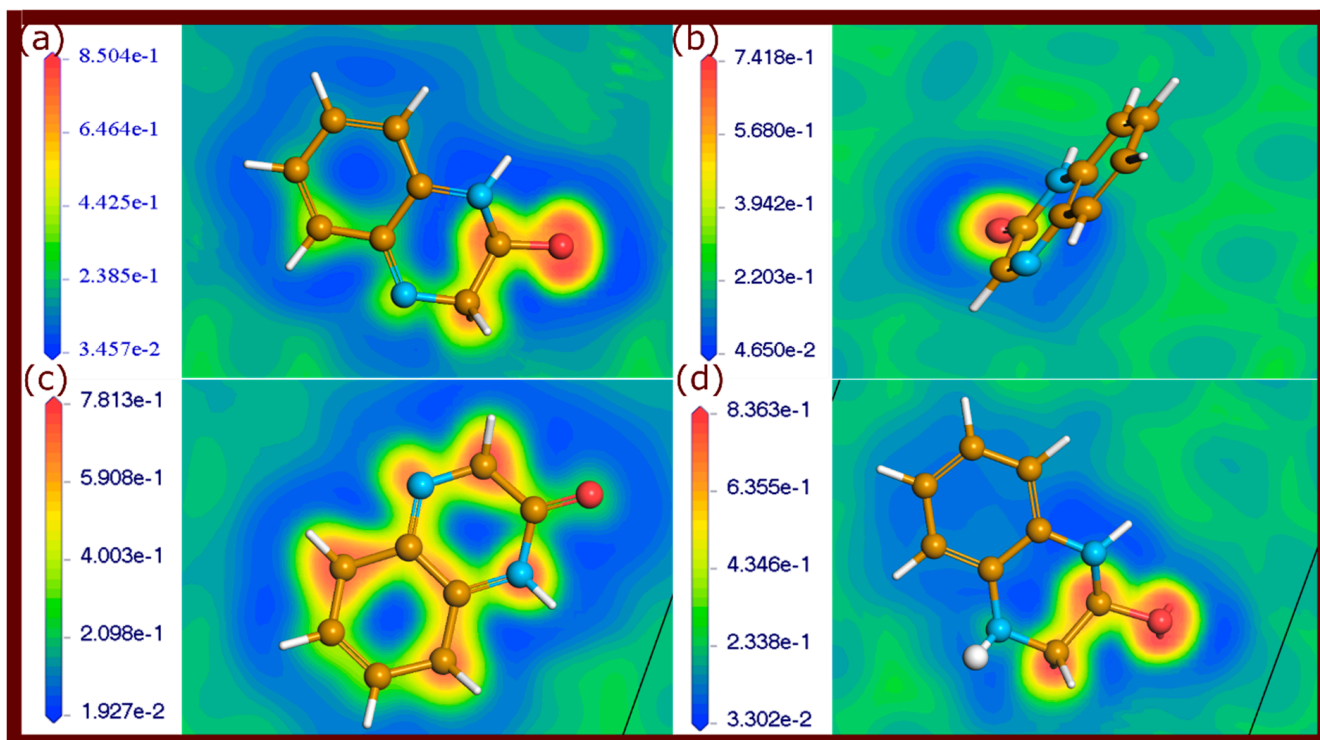 (a)
8.504e-1
6.464e-1
4.425e-1
2.385e-1
3.457e-2
(b)
7.418e-1
5.680e-1
3.942e-1
2.203e-1
4.650e-2
(c)
7.813e-1
5.908e-1
4.003e-1
2.098e-1
1.927e-2
(d)
8.363e-1
6.355e-1
4.346e-1
2.338e-1
3.302e-2